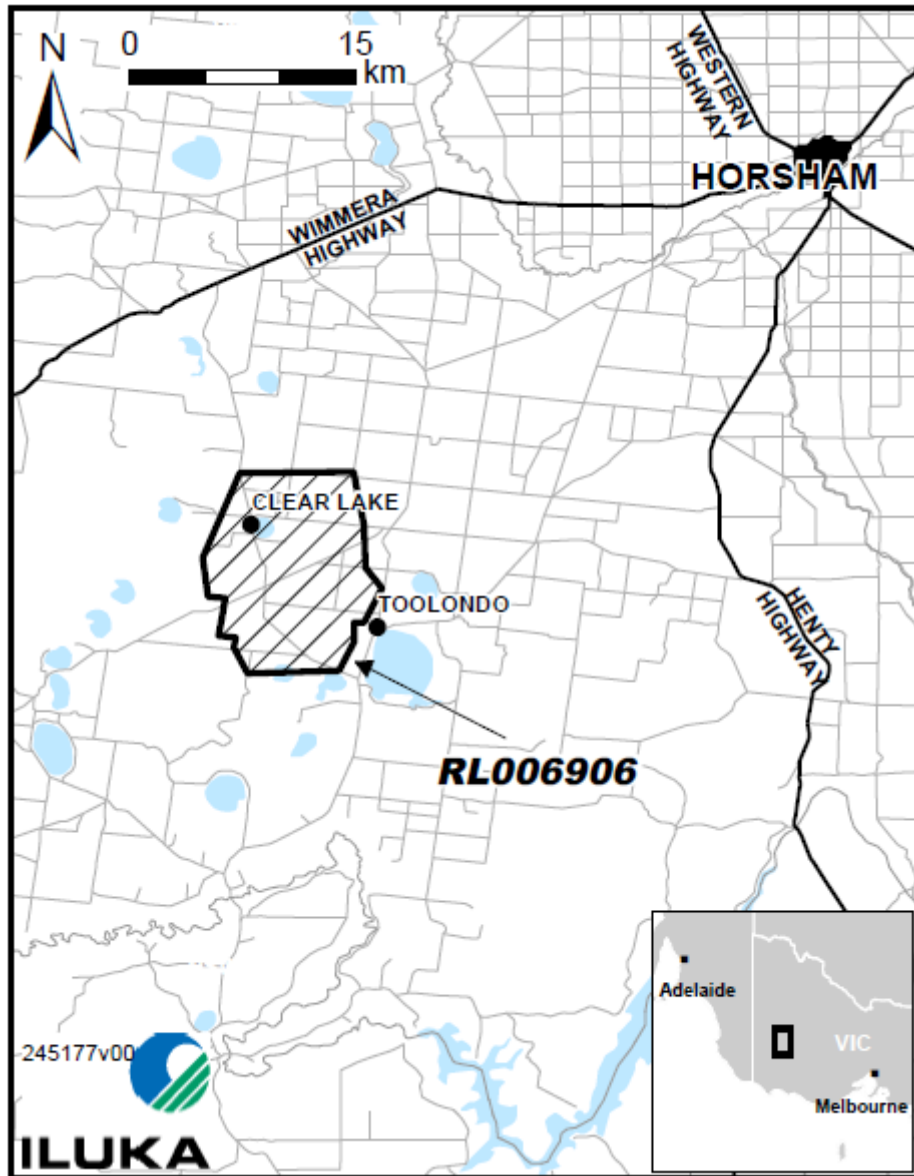 N
0 15
km
WESTERN
HIGHWAY
HORSHAM
WIMMERA
HIGHWAY
CLEAR LAKE
TOOLONDO
HENTY
HIGHWAY
RL006906
Adelaide
VIC
Melbourne
245177v00
ILUKA